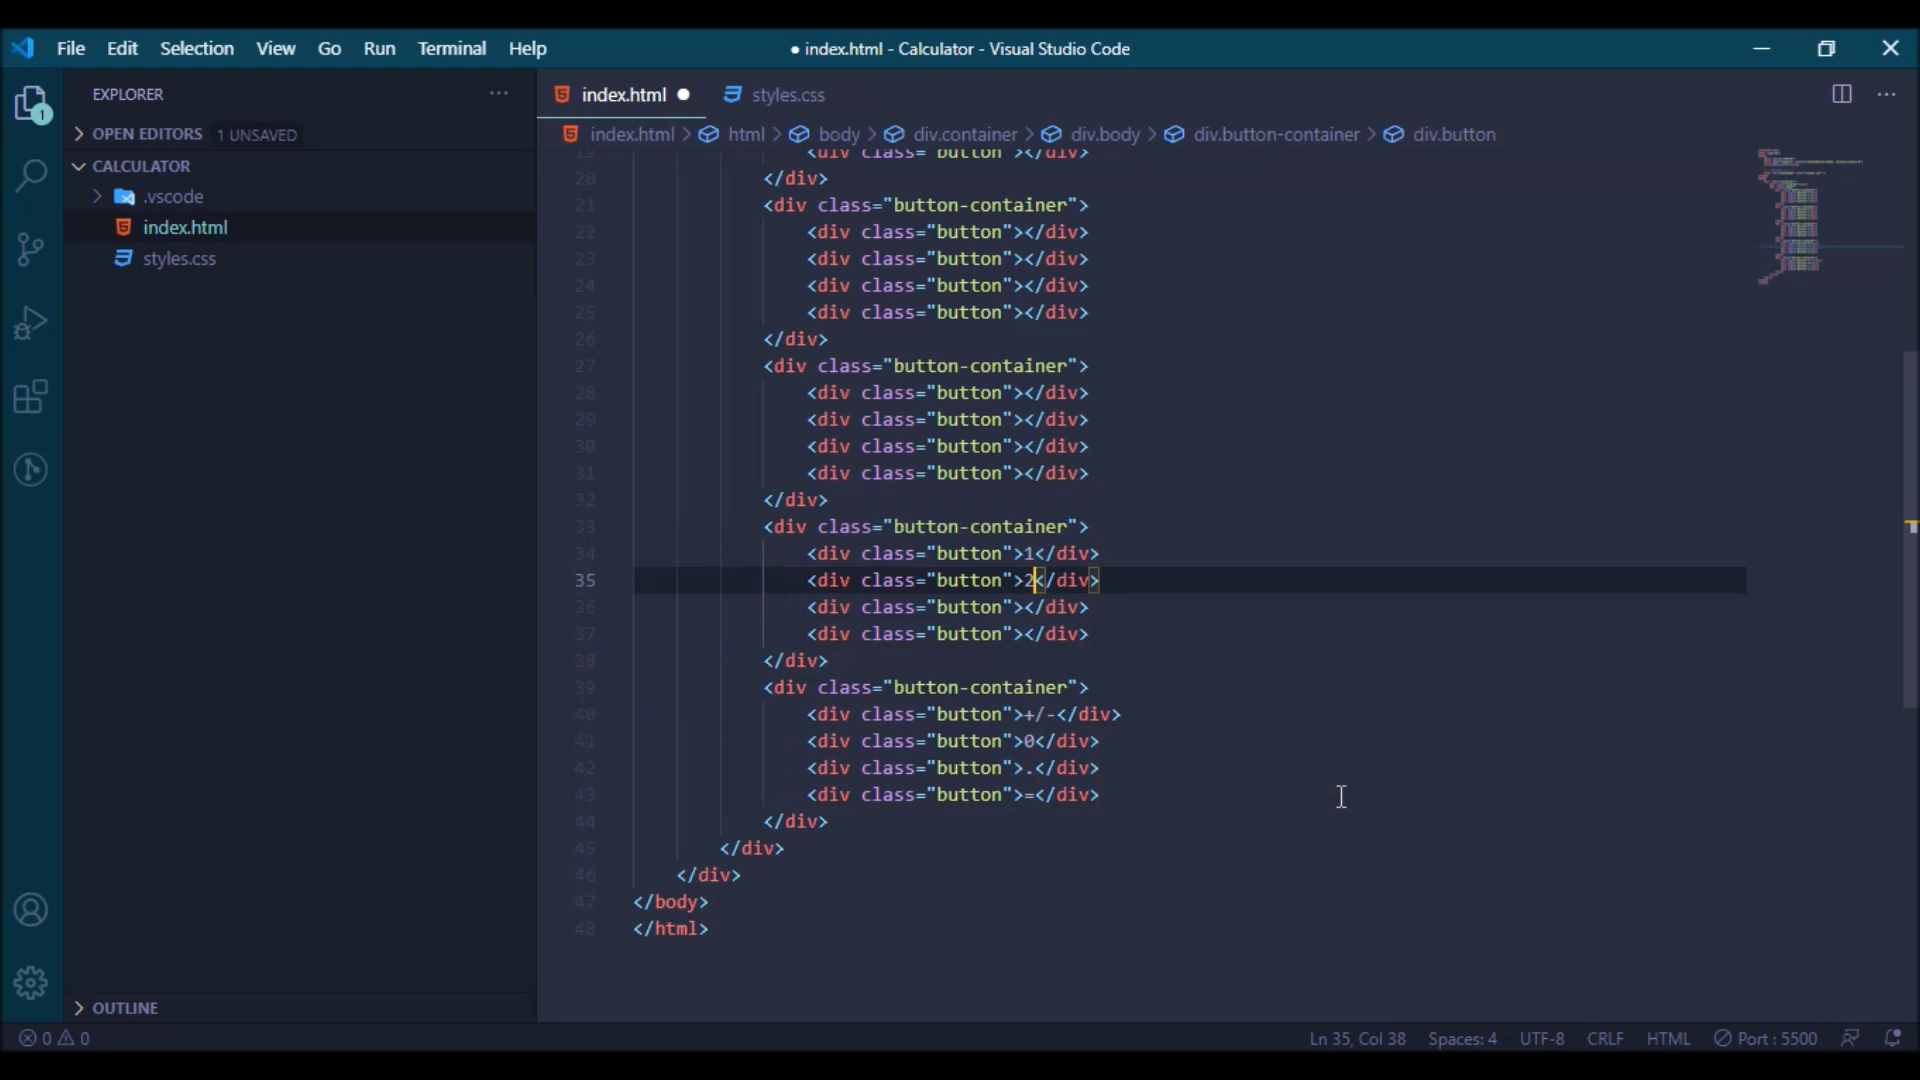 File Edit Selection View Go Run Terminal Help
● index.html - Calculator - Visual Studio Code
1
EXPLORER
OPEN EDITORS 1 UNSAVED
CALCULATOR
.vscode
index.html
styles.css
OUTLINE
index.html ● styles.css
index.html > html > body > div.container > div.body > div.button-container > div.button
19 <div class="button"></div>
20 </div>
21 <div class="button-container">
22 <div class="button"></div>
23 <div class="button"></div>
24 <div class="button"></div>
25 <div class="button"></div>
26 </div>
27 <div class="button-container">
28 <div class="button"></div>
29 <div class="button"></div>
30 <div class="button"></div>
31 <div class="button"></div>
32 </div>
33 <div class="button-container">
34 <div class="button">1</div>
35 <div class="button">2</div>
36 <div class="button"></div>
37 <div class="button"></div>
38 </div>
39 <div class="button-container">
40 <div class="button">+/-</div>
41 <div class="button">0</div>
42 <div class="button">.</div>
43 <div class="button">=</div>
44 </div>
45 </div>
46 </div>
47 </body>
48 </html>
0 0
Ln 35, Col 38 Spaces: 4 UTF-8 CRLF HTML Port : 5500